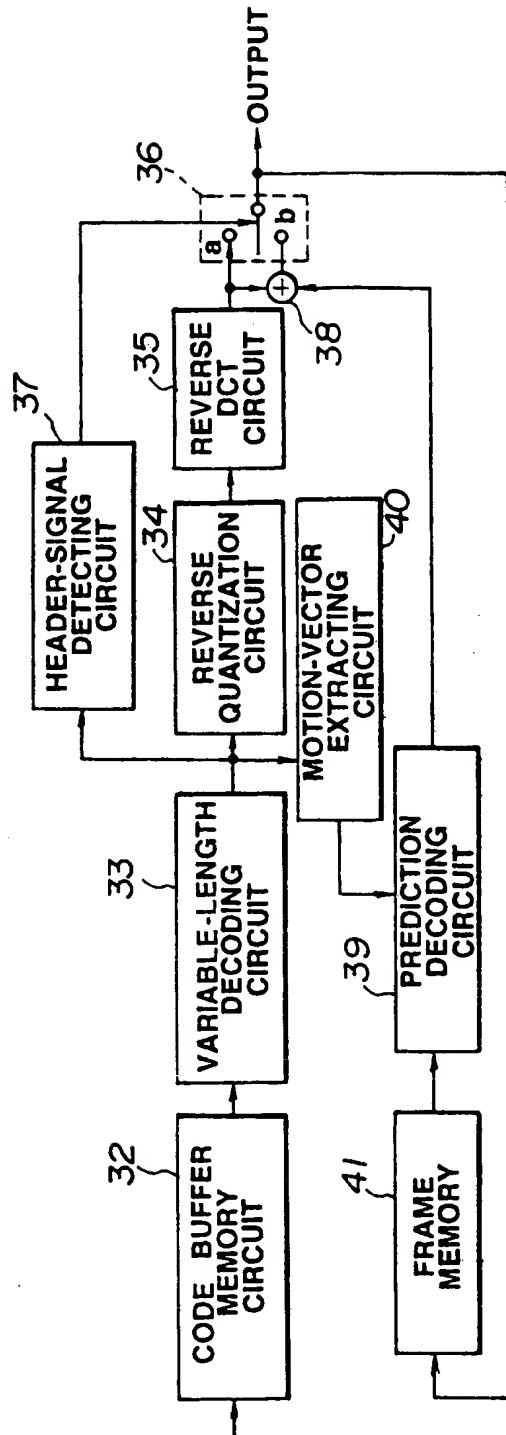 37
HEADER-SIGNAL
DETECTING
CIRCUIT
36
a
b
OUTPUT
32
CODE BUFFER
MEMORY
CIRCUIT
33
VARIABLE-LENGTH
DECODING
CIRCUIT
34
REVERSE
QUANTIZATION
CIRCUIT
35
REVERSE
DCT
CIRCUIT
+
38
40
MOTION-VECTOR
EXTRACTING
CIRCUIT
41
FRAME
MEMORY
39
PREDICTION
DECODING
CIRCUIT